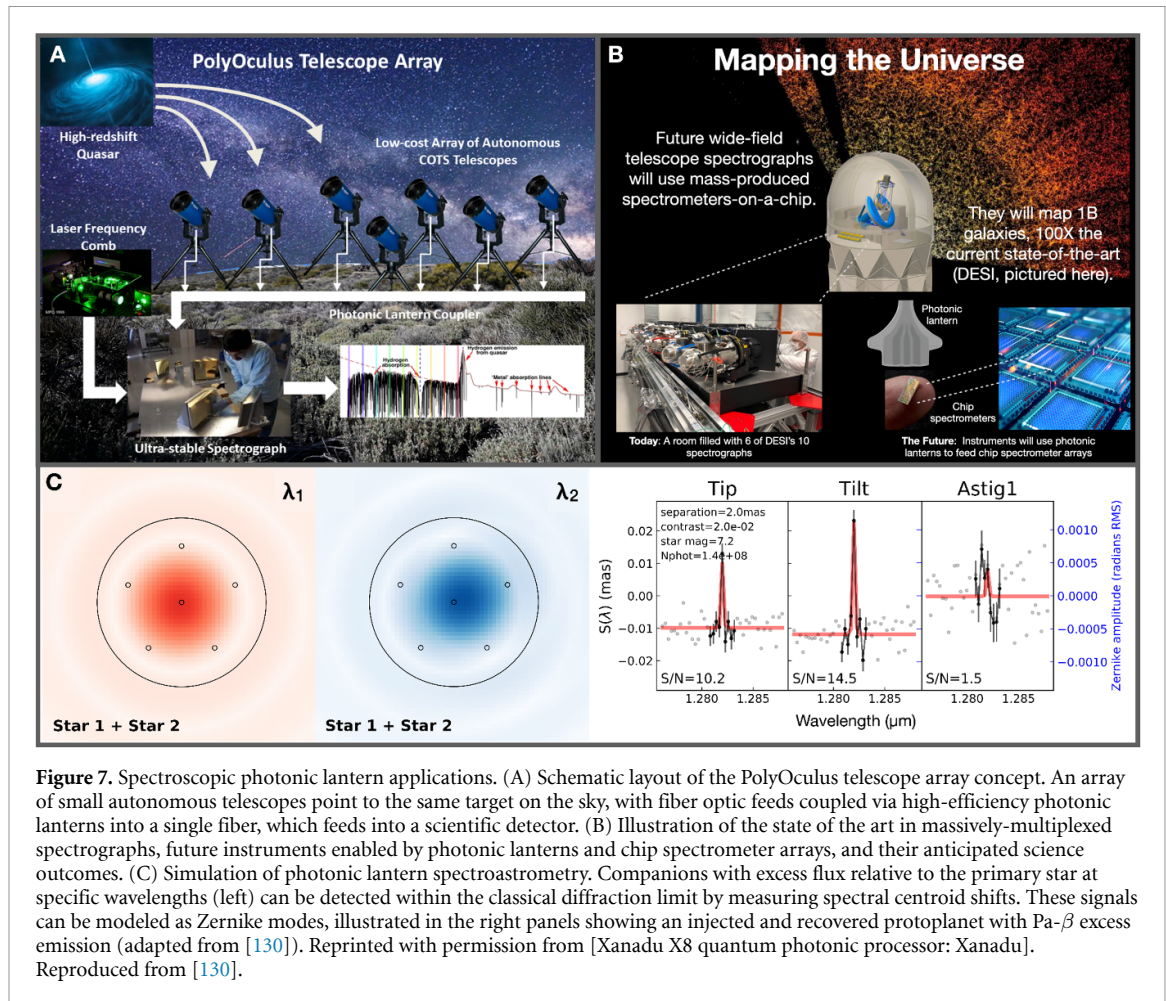 A
PolyOculus Telescope Array
High-redshift
Quasar
Low-cost Array of Autonomous
COTS Telescopes
Laser Frequency
Comb
Photonic Lantern Coupler
Hydrogen
absorption
Hydrogen emission
from quasar
'Metal' absorption lines
Ultra-stable Spectrograph
B
Mapping the Universe
Future wide-field
telescope spectrographs
will use mass-produced
spectrometers-on-a-chip.
They will map 1B
galaxies, 100X the
current state-of-the-art
(DESI, pictured here).
Photonic
lantern
Chip
spectrometers
Today: A room filled with 6 of DESI's 10
spectrographs
The Future: Instruments will use photonic
lanterns to feed chip spectrometer arrays
C
λ1
Star 1 + Star 2
λ2
Star 1 + Star 2
Tip
Tilt
Astig1
separation=2.0mas
contrast=2.0e-02
star mag=7.2
Nphot=1.4e+08
S(λ) (mas)
0.02
0.01
0.00
−0.01
−0.02
S/N=10.2
S/N=14.5
S/N=1.5
0.0010
0.0005
0.0000
−0.0005
−0.0010
Zernike amplitude (radians RMS)
1.280 1.285
1.280 1.285
1.280 1.285
Wavelength (μm)
Figure 7. Spectroscopic photonic lantern applications. (A) Schematic layout of the PolyOculus telescope array concept. An array
of small autonomous telescopes point to the same target on the sky, with fiber optic feeds coupled via high-efficiency photonic
lanterns into a single fiber, which feeds into a scientific detector. (B) Illustration of the state of the art in massively-multiplexed
spectrographs, future instruments enabled by photonic lanterns and chip spectrometer arrays, and their anticipated science
outcomes. (C) Simulation of photonic lantern spectroastrometry. Companions with excess flux relative to the primary star at
specific wavelengths (left) can be detected within the classical diffraction limit by measuring spectral centroid shifts. These signals
can be modeled as Zernike modes, illustrated in the right panels showing an injected and recovered protoplanet with Pa-β excess
emission (adapted from [130]). Reprinted with permission from [Xanadu X8 quantum photonic processor: Xanadu].
Reproduced from [130].